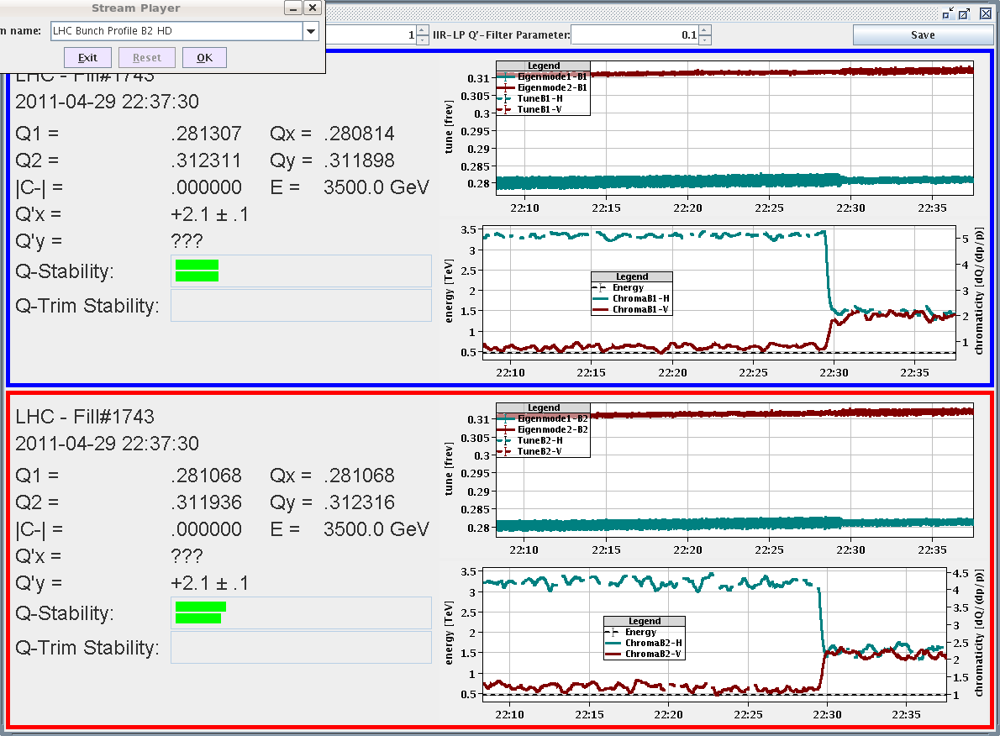 Stream Player
m name: LHC Bunch Profile B2 HD
1 IIR-LP Q'-Filter Parameter: 0.1 Save
Exit Reset OK
LHC - Fill#1743
2011-04-29 22:37:30
Q1 = .281307 Qx = .280814
Q2 = .312311 Qy = .311898
|C-| = .000000 E = 3500.0 GeV
Q'x = +2.1 ± .1
Q'y = ???
Q-Stability:
Q-Trim Stability:
Legend
Eigenmode1-B1
Eigenmode2-B1
TuneB1-H
TuneB1-V
tune [frev]
0.31
0.305
0.3
0.295
0.29
0.285
0.28
22:10 22:15 22:20 22:25 22:30 22:35
energy [TeV]
3.5
3
2.5
2
1.5
1
0.5
Legend
Energy
ChromaB1-H
ChromaB1-V
5
4
3
2
1
chromaticity [dQ/(dp/p)]
22:10 22:15 22:20 22:25 22:30 22:35
LHC - Fill#1743
2011-04-29 22:37:30
Q1 = .281068 Qx = .281068
Q2 = .311936 Qy = .312316
|C-| = .000000 E = 3500.0 GeV
Q'x = ???
Q'y = +2.1 ± .1
Q-Stability:
Q-Trim Stability:
Legend
Eigenmode1-B2
Eigenmode2-B2
TuneB2-H
TuneB2-V
tune [frev]
0.31
0.305
0.3
0.295
0.29
0.285
0.28
22:10 22:15 22:20 22:25 22:30 22:35
energy [TeV]
3.5
3
2.5
2
1.5
1
0.5
Legend
Energy
ChromaB2-H
ChromaB2-V
4.5
4
3.5
3
2.5
2
1.5
1
chromaticity [dQ/(dp/p)]
22:10 22:15 22:20 22:25 22:30 22:35